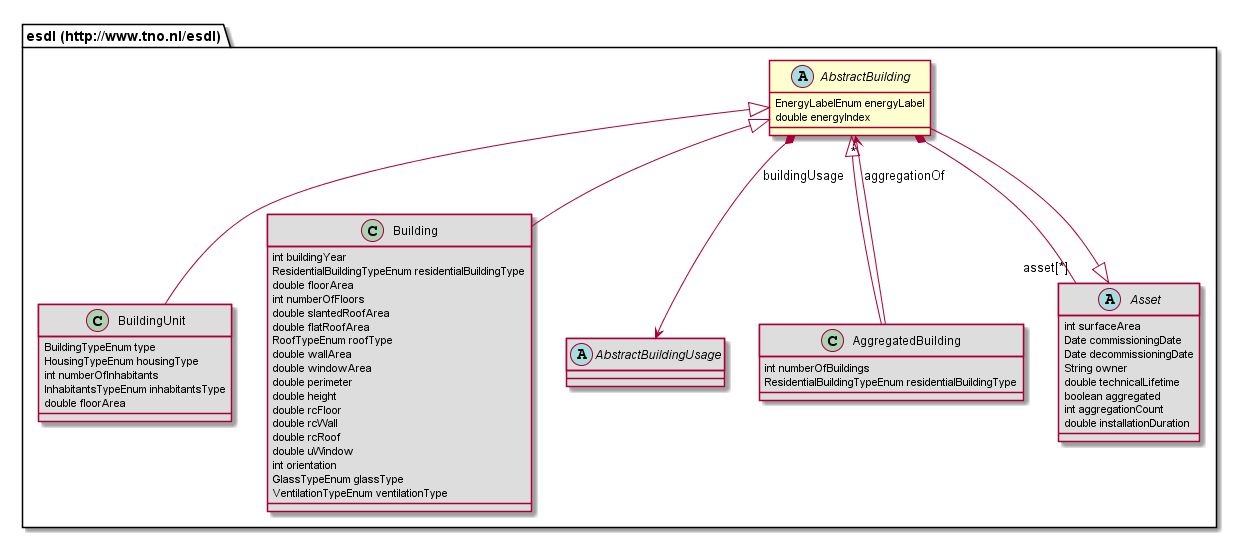 esdl (http://www.tno.nl/esdl)
A AbstractBuilding
EnergyLabelEnum energyLabel
double energyIndex
*
buildingUsage
aggregationOf
asset[*]
C Building
int buildingYear
ResidentialBuildingTypeEnum residentialBuildingType
double floorArea
int numberOfFloors
double slantedRoofArea
double flatRoofArea
RoofTypeEnum roofType
double wallArea
double windowArea
double perimeter
double height
double rcFloor
double rcWall
double rcRoof
double uWindow
int orientation
GlassTypeEnum glassType
VentilationTypeEnum ventilationType
C BuildingUnit
BuildingTypeEnum type
HousingTypeEnum housingType
int numberOfInhabitants
InhabitantsTypeEnum inhabitantsType
double floorArea
A AbstractBuildingUsage
C AggregatedBuilding
int numberOfBuildings
ResidentialBuildingTypeEnum residentialBuildingType
A Asset
int surfaceArea
Date commissioningDate
Date decommissioningDate
String owner
double technicalLifetime
boolean aggregated
int aggregationCount
double installationDuration